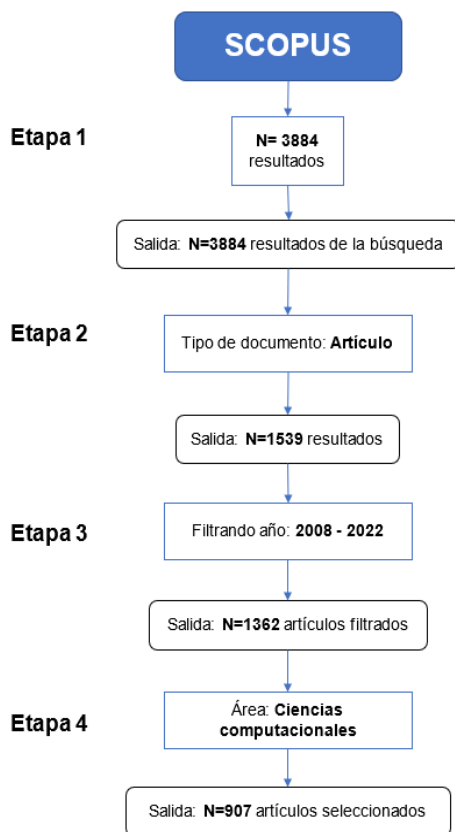 SCOPUS
Etapa 1
N= 3884
resultados
Salida: N=3884 resultados de la búsqueda
Etapa 2
Tipo de documento: Artículo
Salida: N=1539 resultados
Etapa 3
Filtrando año: 2008 - 2022
Salida: N=1362 artículos filtrados
Etapa 4
Área: Ciencias
computacionales
Salida: N=907 artículos seleccionados